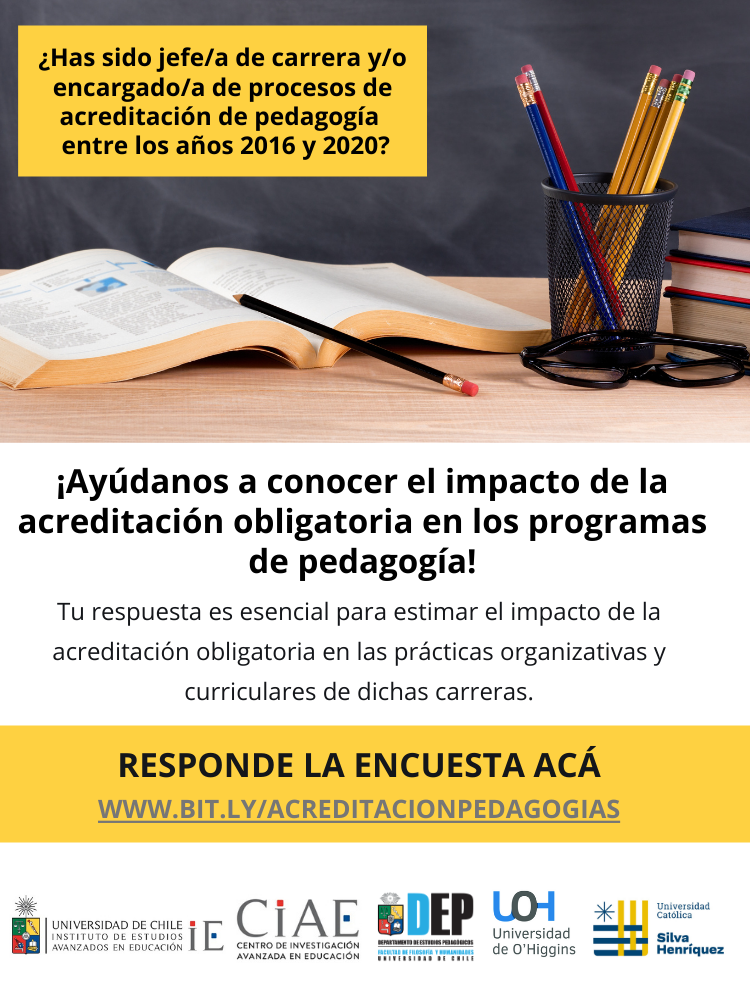 ¿Has sido jefe/a de carrera y/o
encargado/a de procesos de
acreditación de pedagogía
entre los años 2016 y 2020?
¡Ayúdanos a conocer el impacto de la
acreditación obligatoria en los programas
de pedagogía!
Tu respuesta es esencial para estimar el impacto de la
acreditación obligatoria en las prácticas organizativas y
curriculares de dichas carreras.
RESPONDE LA ENCUESTA ACÁ
WWW.BIT.LY/ACREDITACIONPEDAGOGIAS
UNIVERSIDAD DE CHILE
INSTITUTO DE ESTUDIOS
AVANZADOS EN EDUCACIÓN
iE
CiAE
CENTRO DE INVESTIGACIÓN
AVANZADA EN EDUCACIÓN
DEP
DEPARTAMENTO DE ESTUDIOS PEDAGÓGICOS
FACULTAD DE FILOSOFÍA Y HUMANIDADES
UNIVERSIDAD DE CHILE
UOH
Universidad
de O'Higgins
Universidad
Católica
Silva
Henríquez